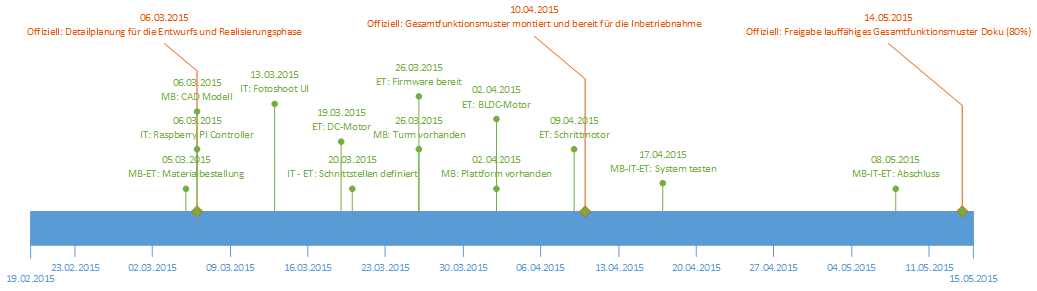 06.03.2015
Offiziell: Detailplanung für die Entwurfs und Realisierungsphase
10.04.2015
Offiziell: Gesamtfunktionsmuster montiert und bereit für die Inbetriebnahme
14.05.2015
Offiziell: Freigabe lauffähiges Gesamtfunktionsmuster Doku (80%)
06.03.2015
MB: CAD Modell
13.03.2015
IT: Fotoshoot UI
26.03.2015
ET: Firmware bereit
02.04.2015
ET: BLDC-Motor
06.03.2015
IT: Raspberry PI Controller
19.03.2015
ET: DC-Motor
26.03.2015
MB: Turm vorhanden
09.04.2015
ET: Schrittmotor
05.03.2015
MB-ET: Materialbestellung
20.03.2015
IT - ET: Schnittstellen definiert
02.04.2015
MB: Plattform vorhanden
17.04.2015
MB-IT-ET: System testen
08.05.2015
MB-IT-ET: Abschluss
23.02.2015 02.03.2015 09.03.2015 16.03.2015 23.03.2015 30.03.2015 06.04.2015 13.04.2015 20.04.2015 27.04.2015 04.05.2015 11.05.2015
19.02.2015 15.05.2015